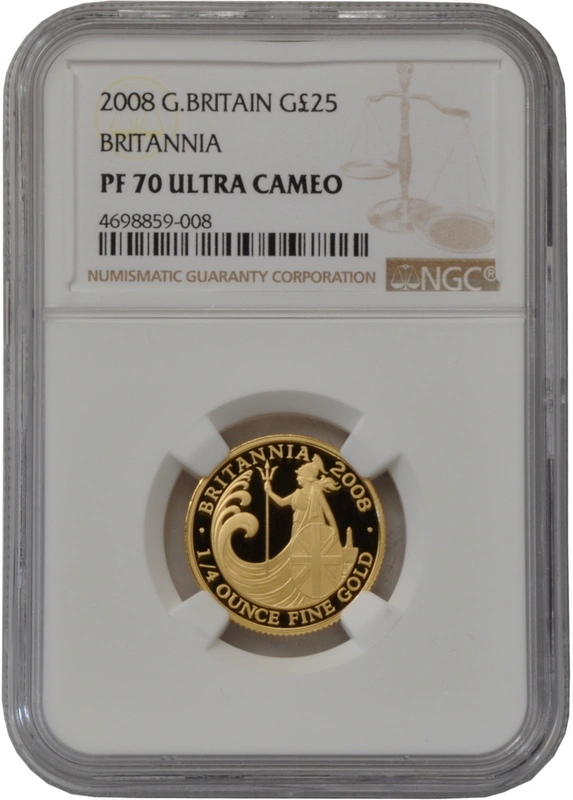 2008 G.BRITAIN G£25
BRITANNIA
PF 70 ULTRA CAMEO
4698859-008
NUMISMATIC GUARANTY CORPORATION
NGC®
· BRITANNIA 2008 ·
1/4 OUNCE FINE GOLD